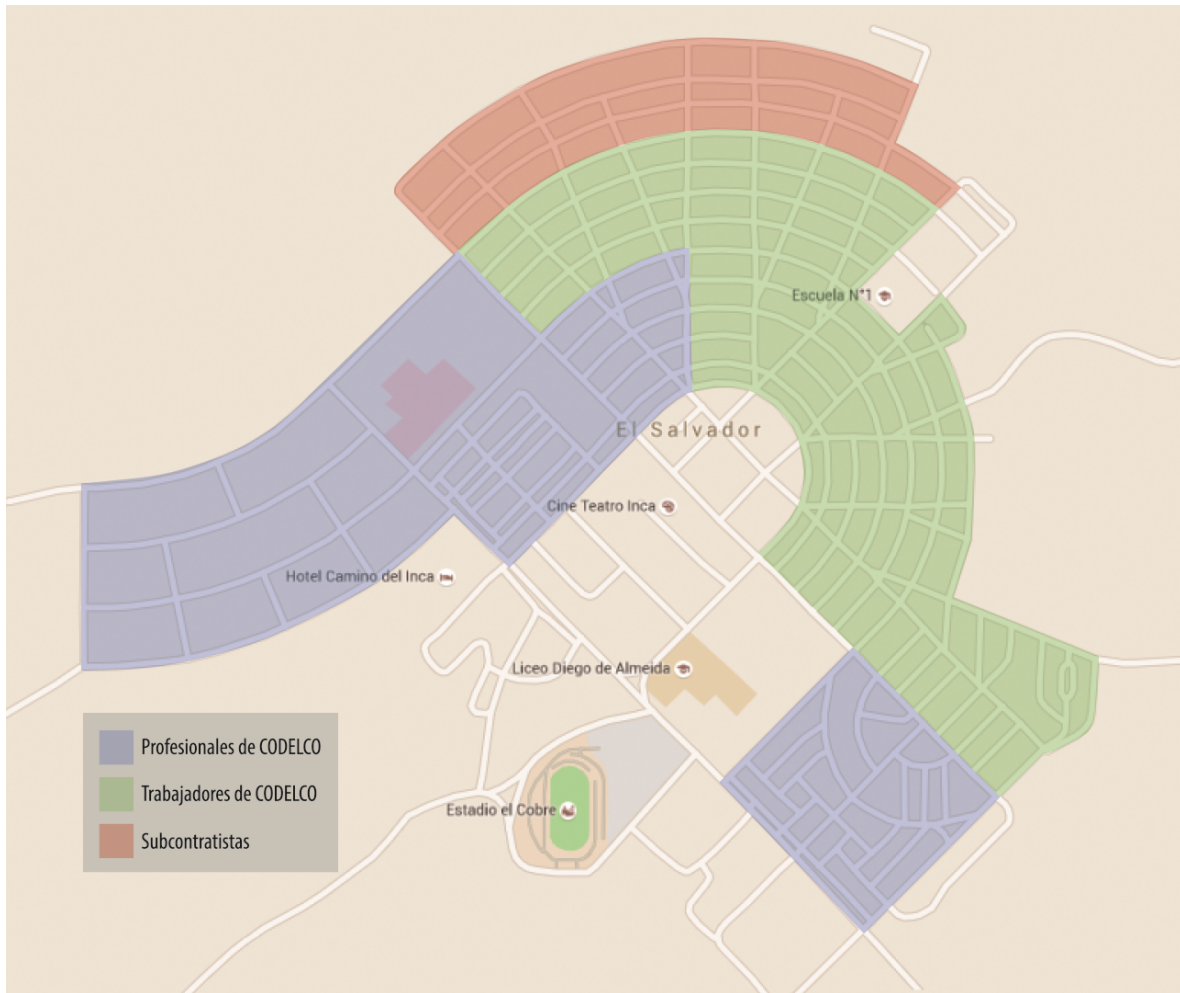 Escuela N°1
El Salvador
Cine Teatro Inca
Hotel Camino del Inca
Liceo Diego de Almeida
Profesionales de CODELCO
Trabajadores de CODELCO
Estadio el Cobre
Subcontratistas